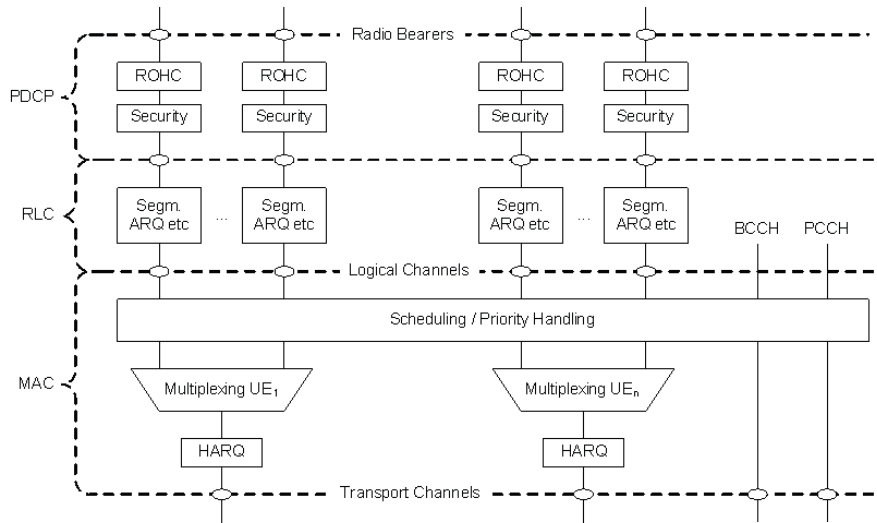 Radio Bearers
ROHC
ROHC
ROHC
ROHC
PDCP
Security
Security
Security
Security
Segm.
ARQ etc
...
Segm.
ARQ etc
Segm.
ARQ etc
...
Segm.
ARQ etc
RLC
BCCH
PCCH
Logical Channels
Scheduling / Priority Handling
MAC
Multiplexing UE1
Multiplexing UEn
HARQ
HARQ
Transport Channels